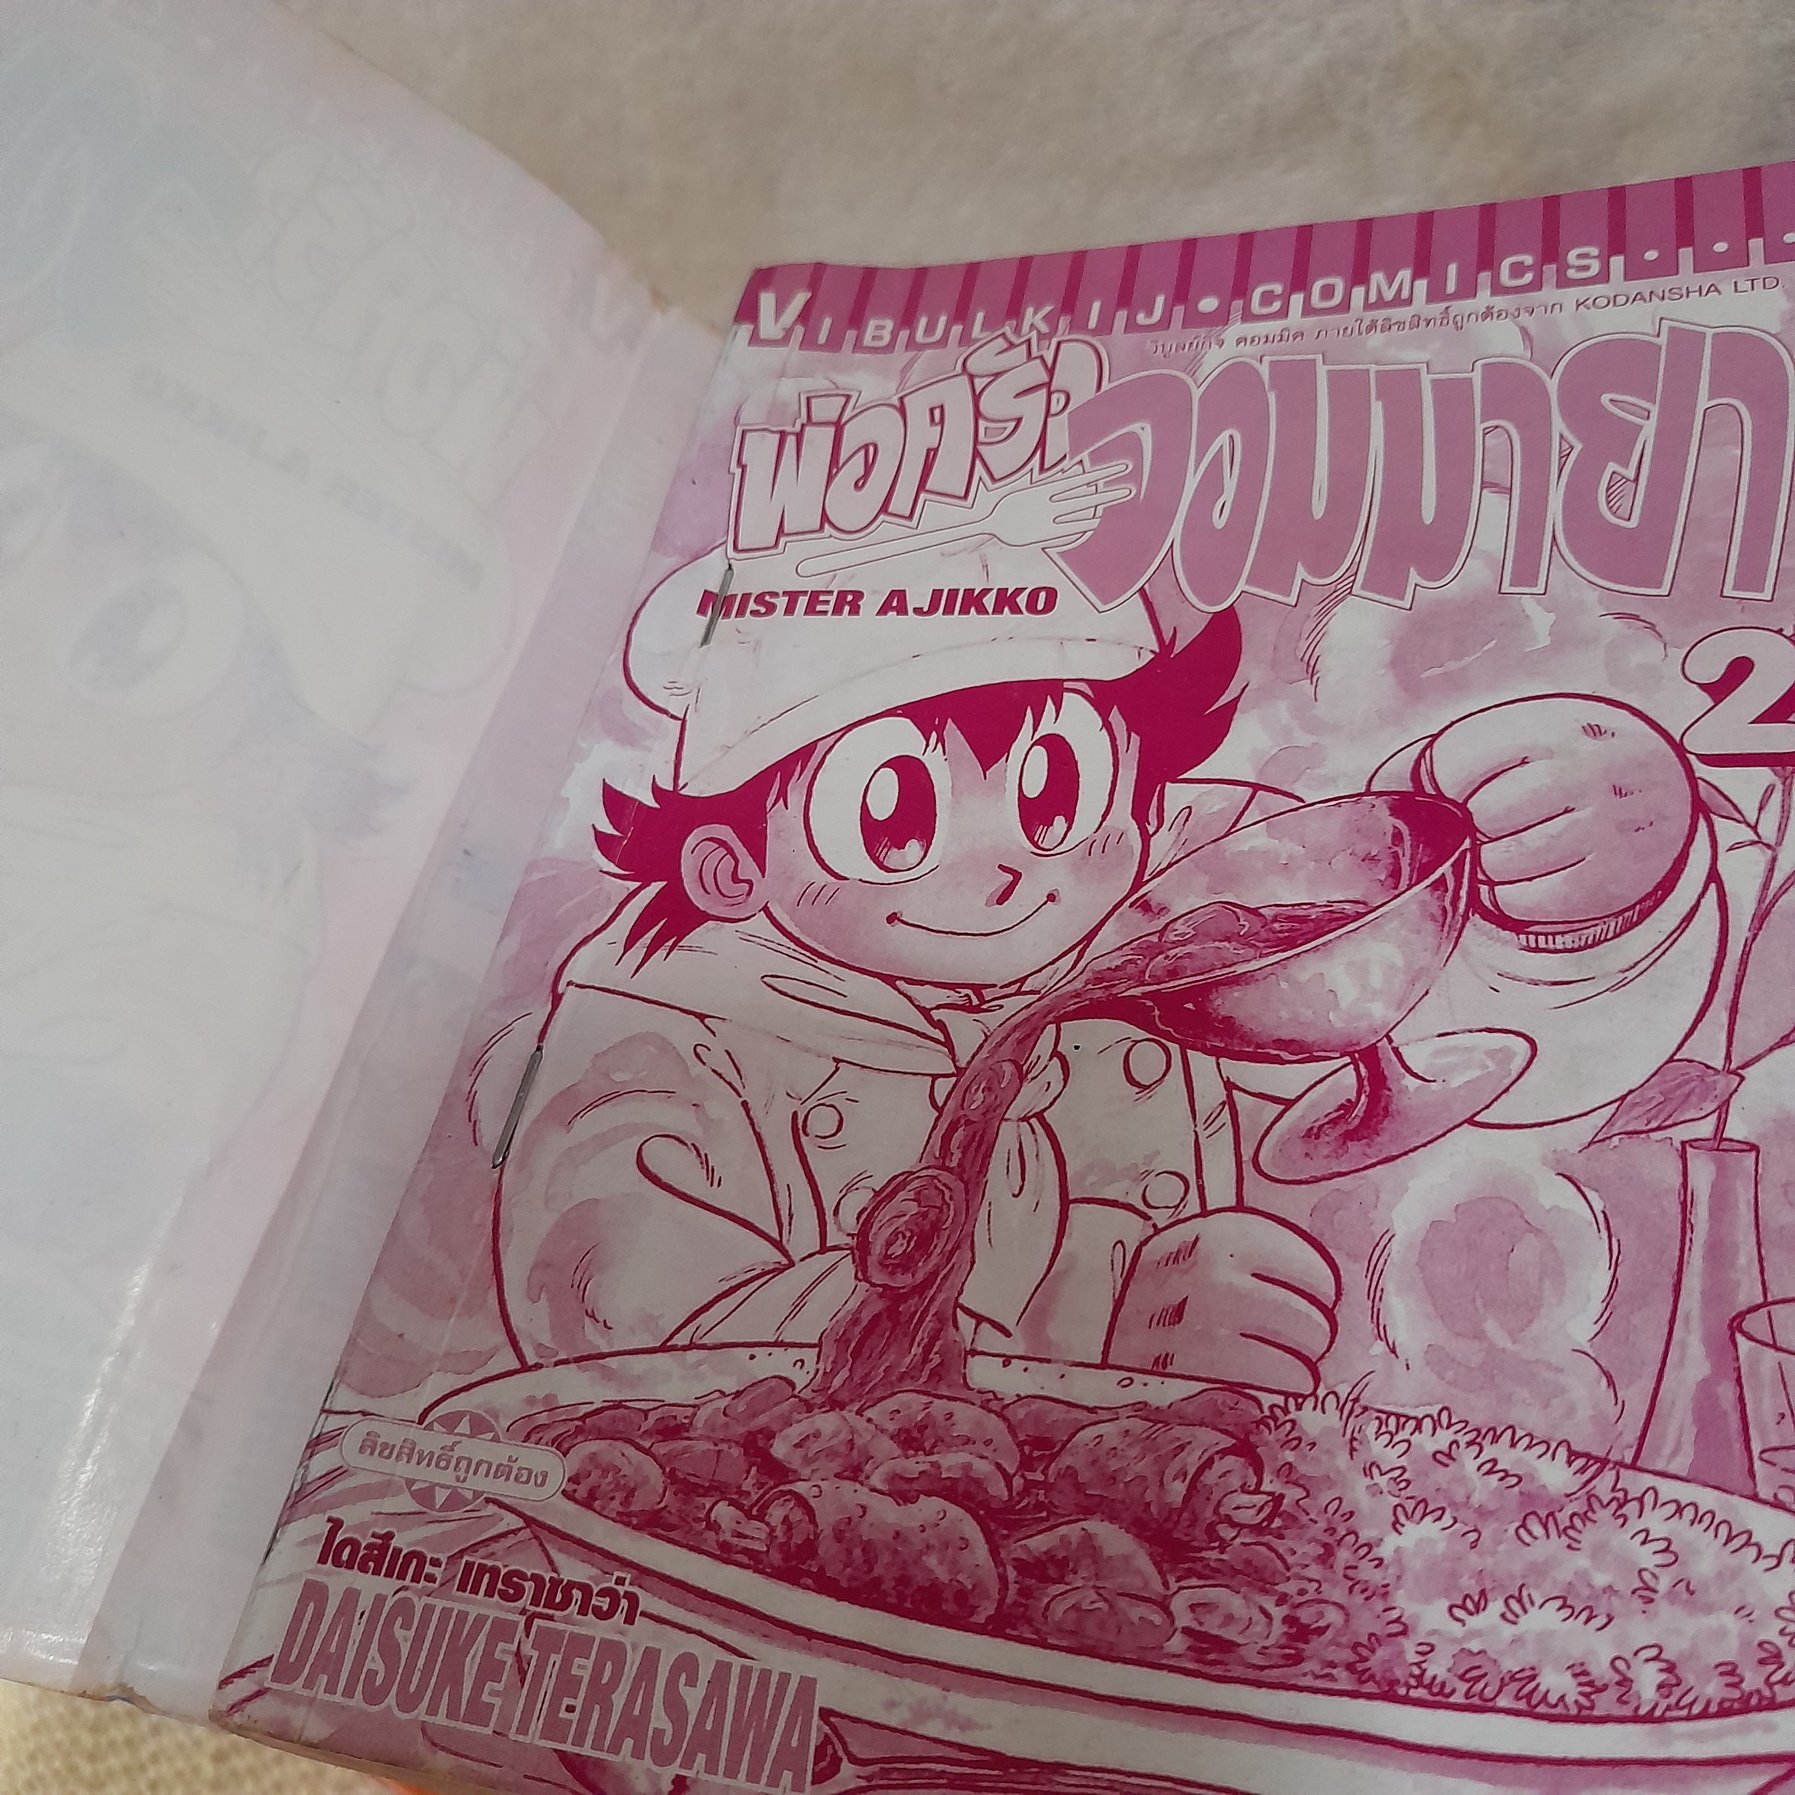 VIBULKIJ • COMICS • • •
วิบูลย์กิจ คอมมิค ภายใต้ลิขสิทธิ์ถูกต้องจาก KODANSHA LTD.
พ่อครัว
จอมมายา
MISTER AJIKKO
2
ลิขสิทธิ์ถูกต้อง
ไดสึเกะ เทราซาว่า
DAISUKE TERASAWA